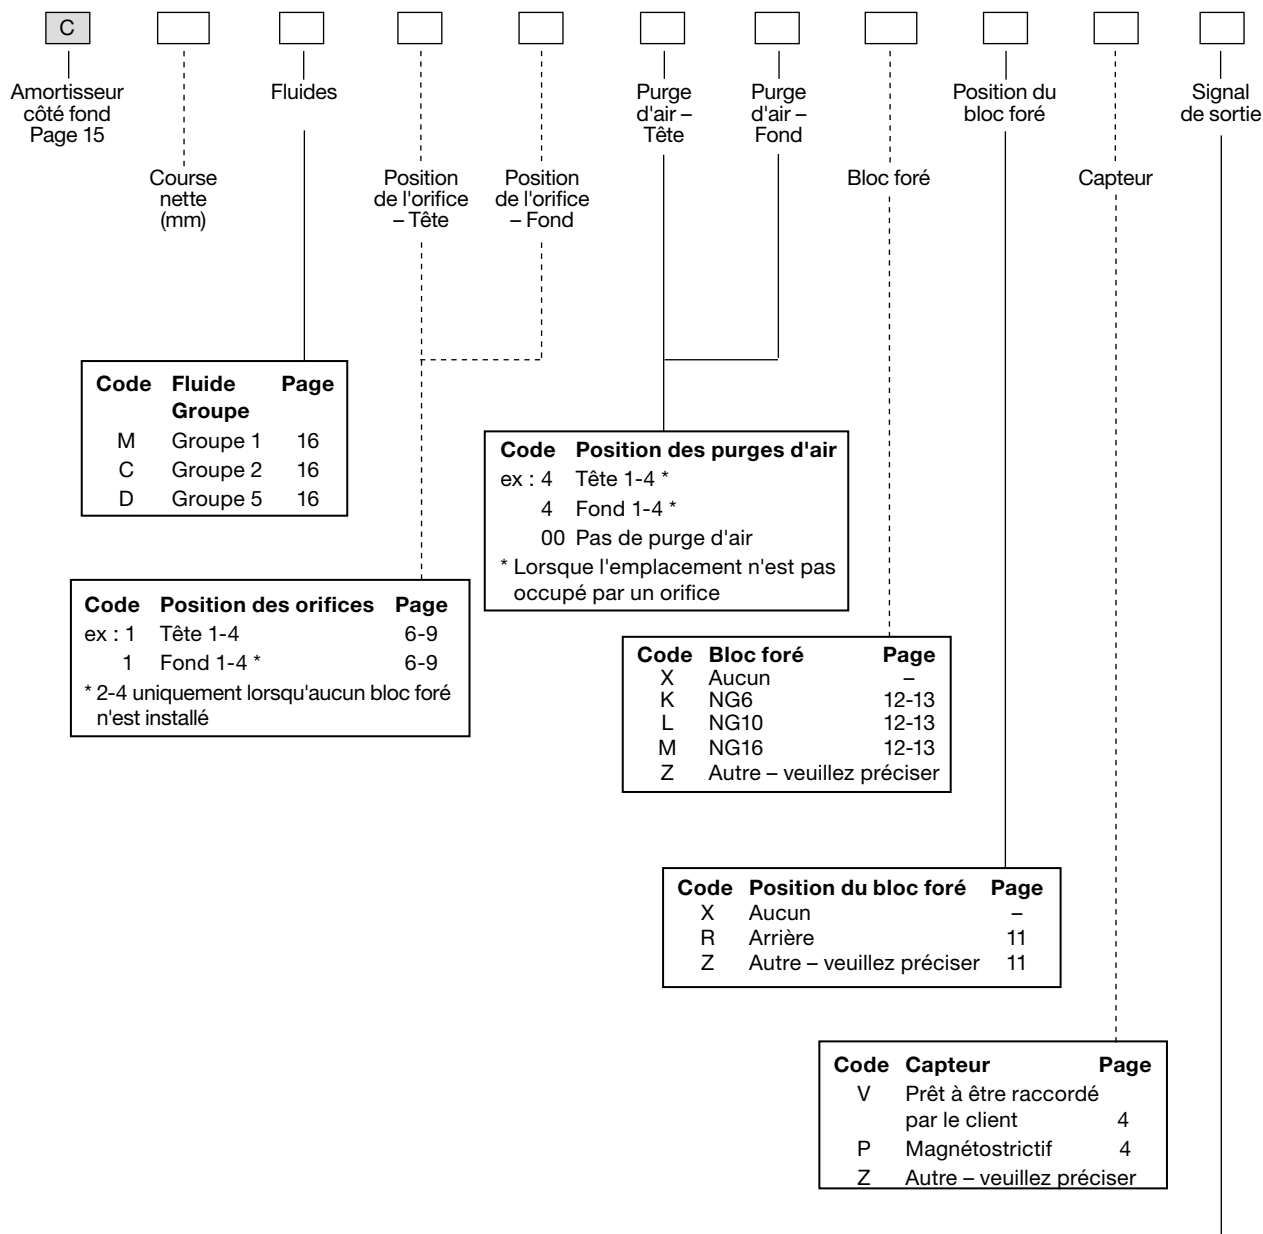 C
Amortisseur
côté fond
Page 15
Course
nette
(mm)
Fluides
Position
de l'orifice
– Tête
Position
de l'orifice
– Fond
Purge
d'air –
Tête
Purge
d'air –
Fond
Bloc foré
Position du
bloc foré
Capteur
Signal
de sortie
Code Fluide Page
Groupe
M Groupe 1 16
C Groupe 2 16
D Groupe 5 16
Code Position des orifices Page
ex : 1 Tête 1-4 6-9
1 Fond 1-4 * 6-9
* 2-4 uniquement lorsqu'aucun bloc foré
n'est installé
Code Position des purges d'air
ex : 4 Tête 1-4 *
4 Fond 1-4 *
00 Pas de purge d'air
* Lorsque l'emplacement n'est pas
occupé par un orifice
Code Bloc foré Page
X Aucun –
K NG6 12-13
L NG10 12-13
M NG16 12-13
Z Autre – veuillez préciser
Code Position du bloc foré Page
X Aucun –
R Arrière 11
Z Autre – veuillez préciser 11
Code Capteur Page
V Prêt à être raccordé
par le client 4
P Magnétostrictif 4
Z Autre – veuillez préciser